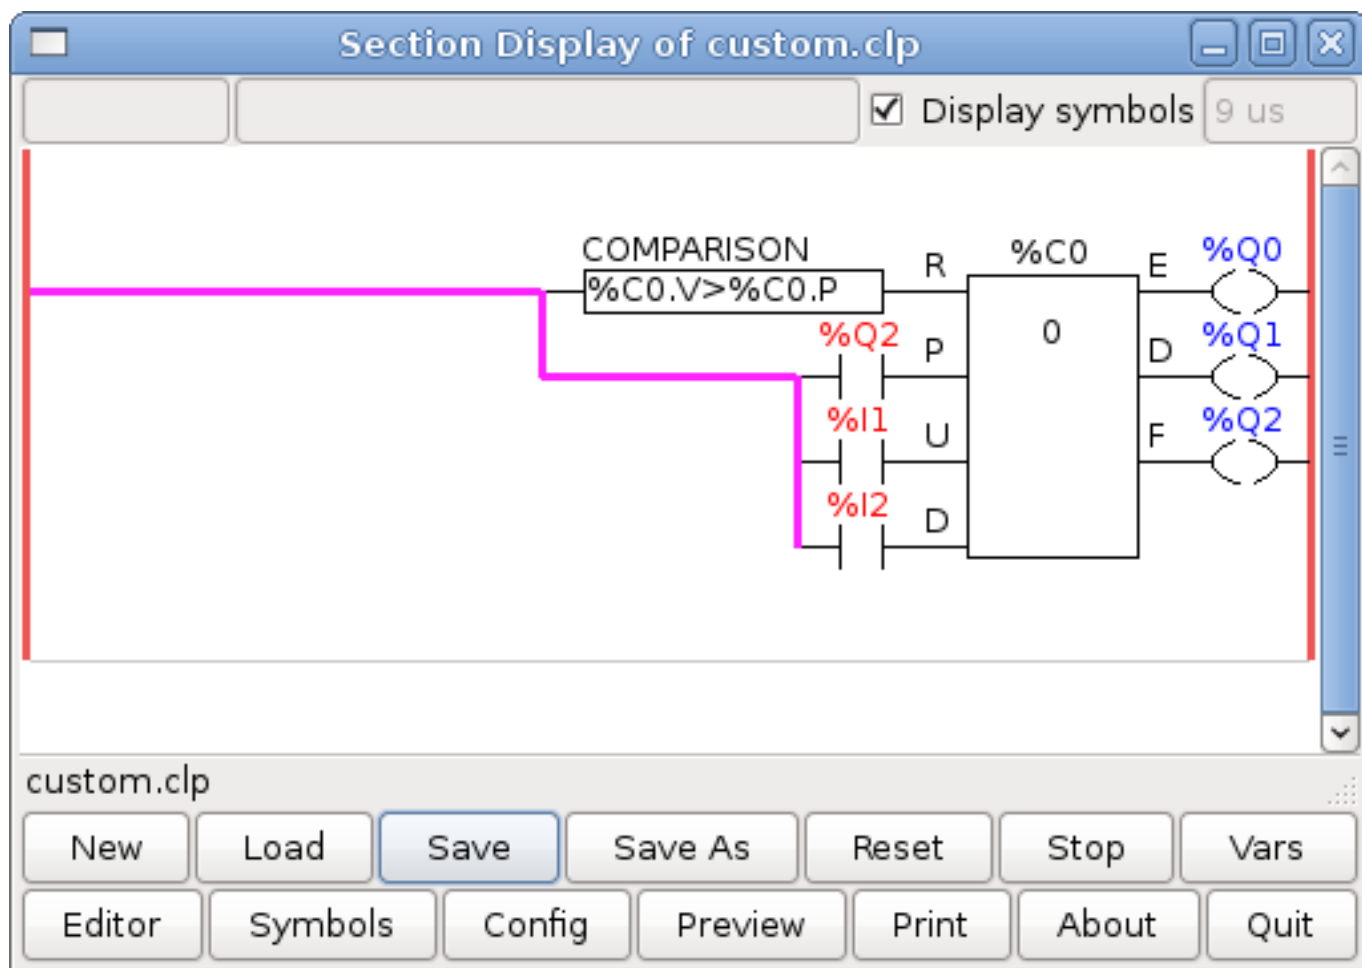 Section Display of custom.clp
Display symbols 9 us
COMPARISON R %C0 E %Q0
%C0.V>%C0.P
%Q2 P 0 D %Q1
%I1 U F %Q2
%I2 D
custom.clp
New Load Save Save As Reset Stop Vars
Editor Symbols Config Preview Print About Quit